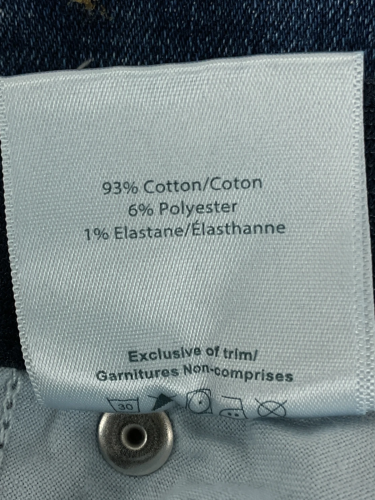 93% Cotton/Coton
6% Polyester
1% Elastane/Élasthanne
Exclusive of trim/
Garnitures Non-comprises
30